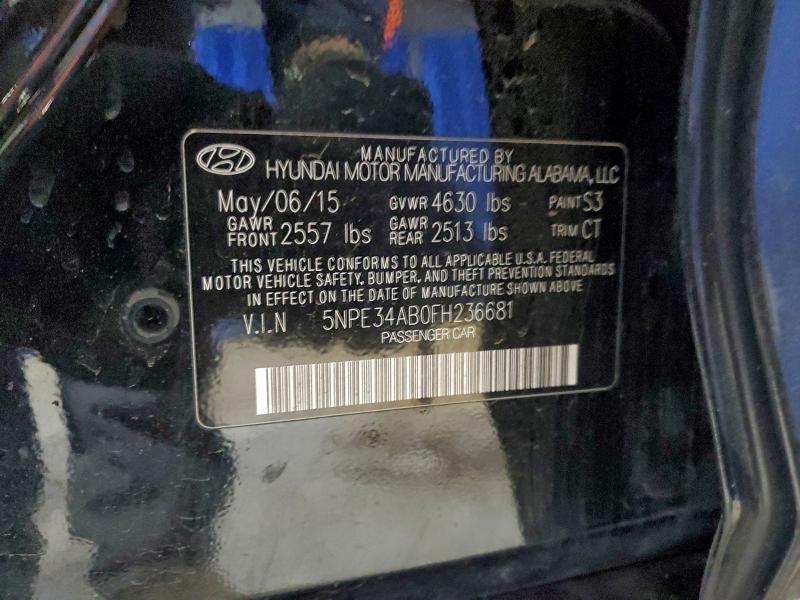 MANUFACTURED BY
HYUNDAI MOTOR MANUFACTURING ALABAMA, LLC
May/06/15 GVWR 4630 lbs PAINT S3
GAWR FRONT 2557 lbs GAWR REAR 2513 lbs TRIM CT
THIS VEHICLE CONFORMS TO ALL APPLICABLE U.S.A. FEDERAL
MOTOR VEHICLE SAFETY, BUMPER, AND THEFT PREVENTION STANDARDS
IN EFFECT ON THE DATE OF MANUFACTURE SHOWN ABOVE
V.I.N 5NPE34AB0FH236681
PASSENGER CAR